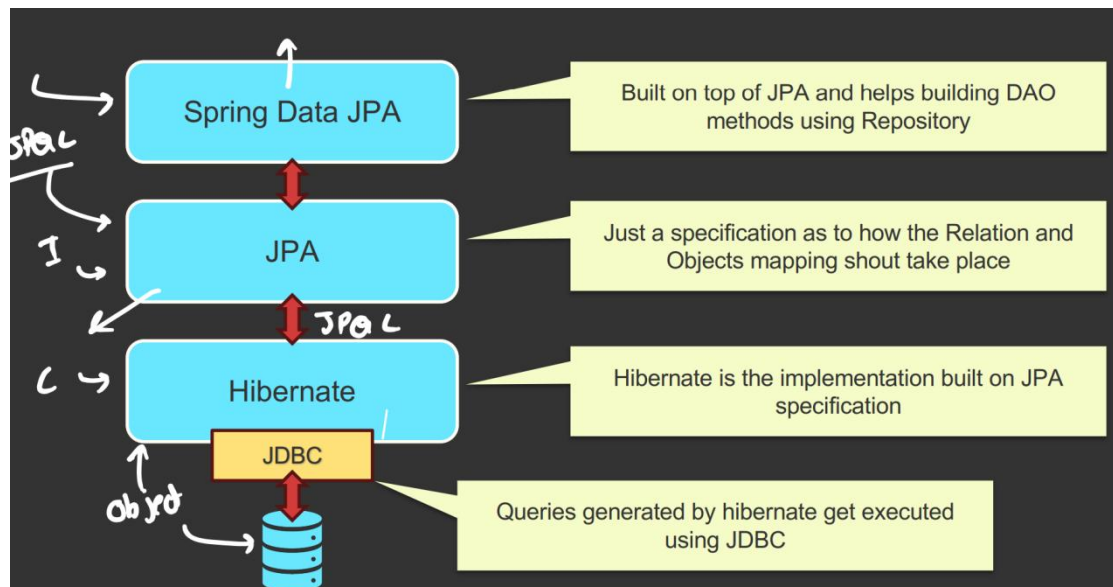 Spring Data JPA
Built on top of JPA and helps building DAO
methods using Repository
JPQL
JPA
I
Just a specification as to how the Relation and
Objects mapping shout take place
JPQL
Hibernate
C
Hibernate is the implementation built on JPA
specification
JDBC
Object
Queries generated by hibernate get executed
using JDBC